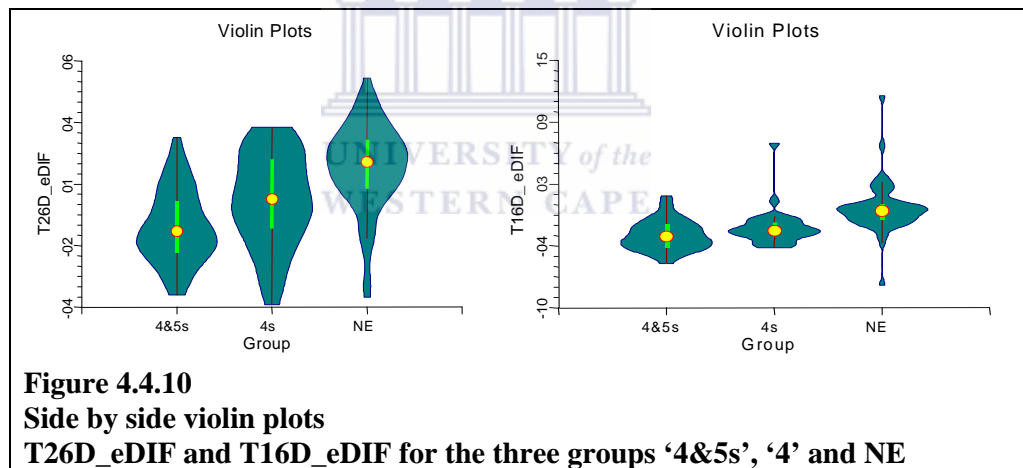 Violin Plots
T26D_eDIF
06
04
01
-02
-04
4&5s
4s
NE
Group
Violin Plots
T16D_ eDIF
15
09
03
-04
-10
4&5s
4s
NE
Group
UNIVERSITY of the
WESTERN CAPE
Figure 4.4.10
Side by side violin plots
T26D_eDIF and T16D_eDIF for the three groups ‘4&5s’, ‘4’ and NE